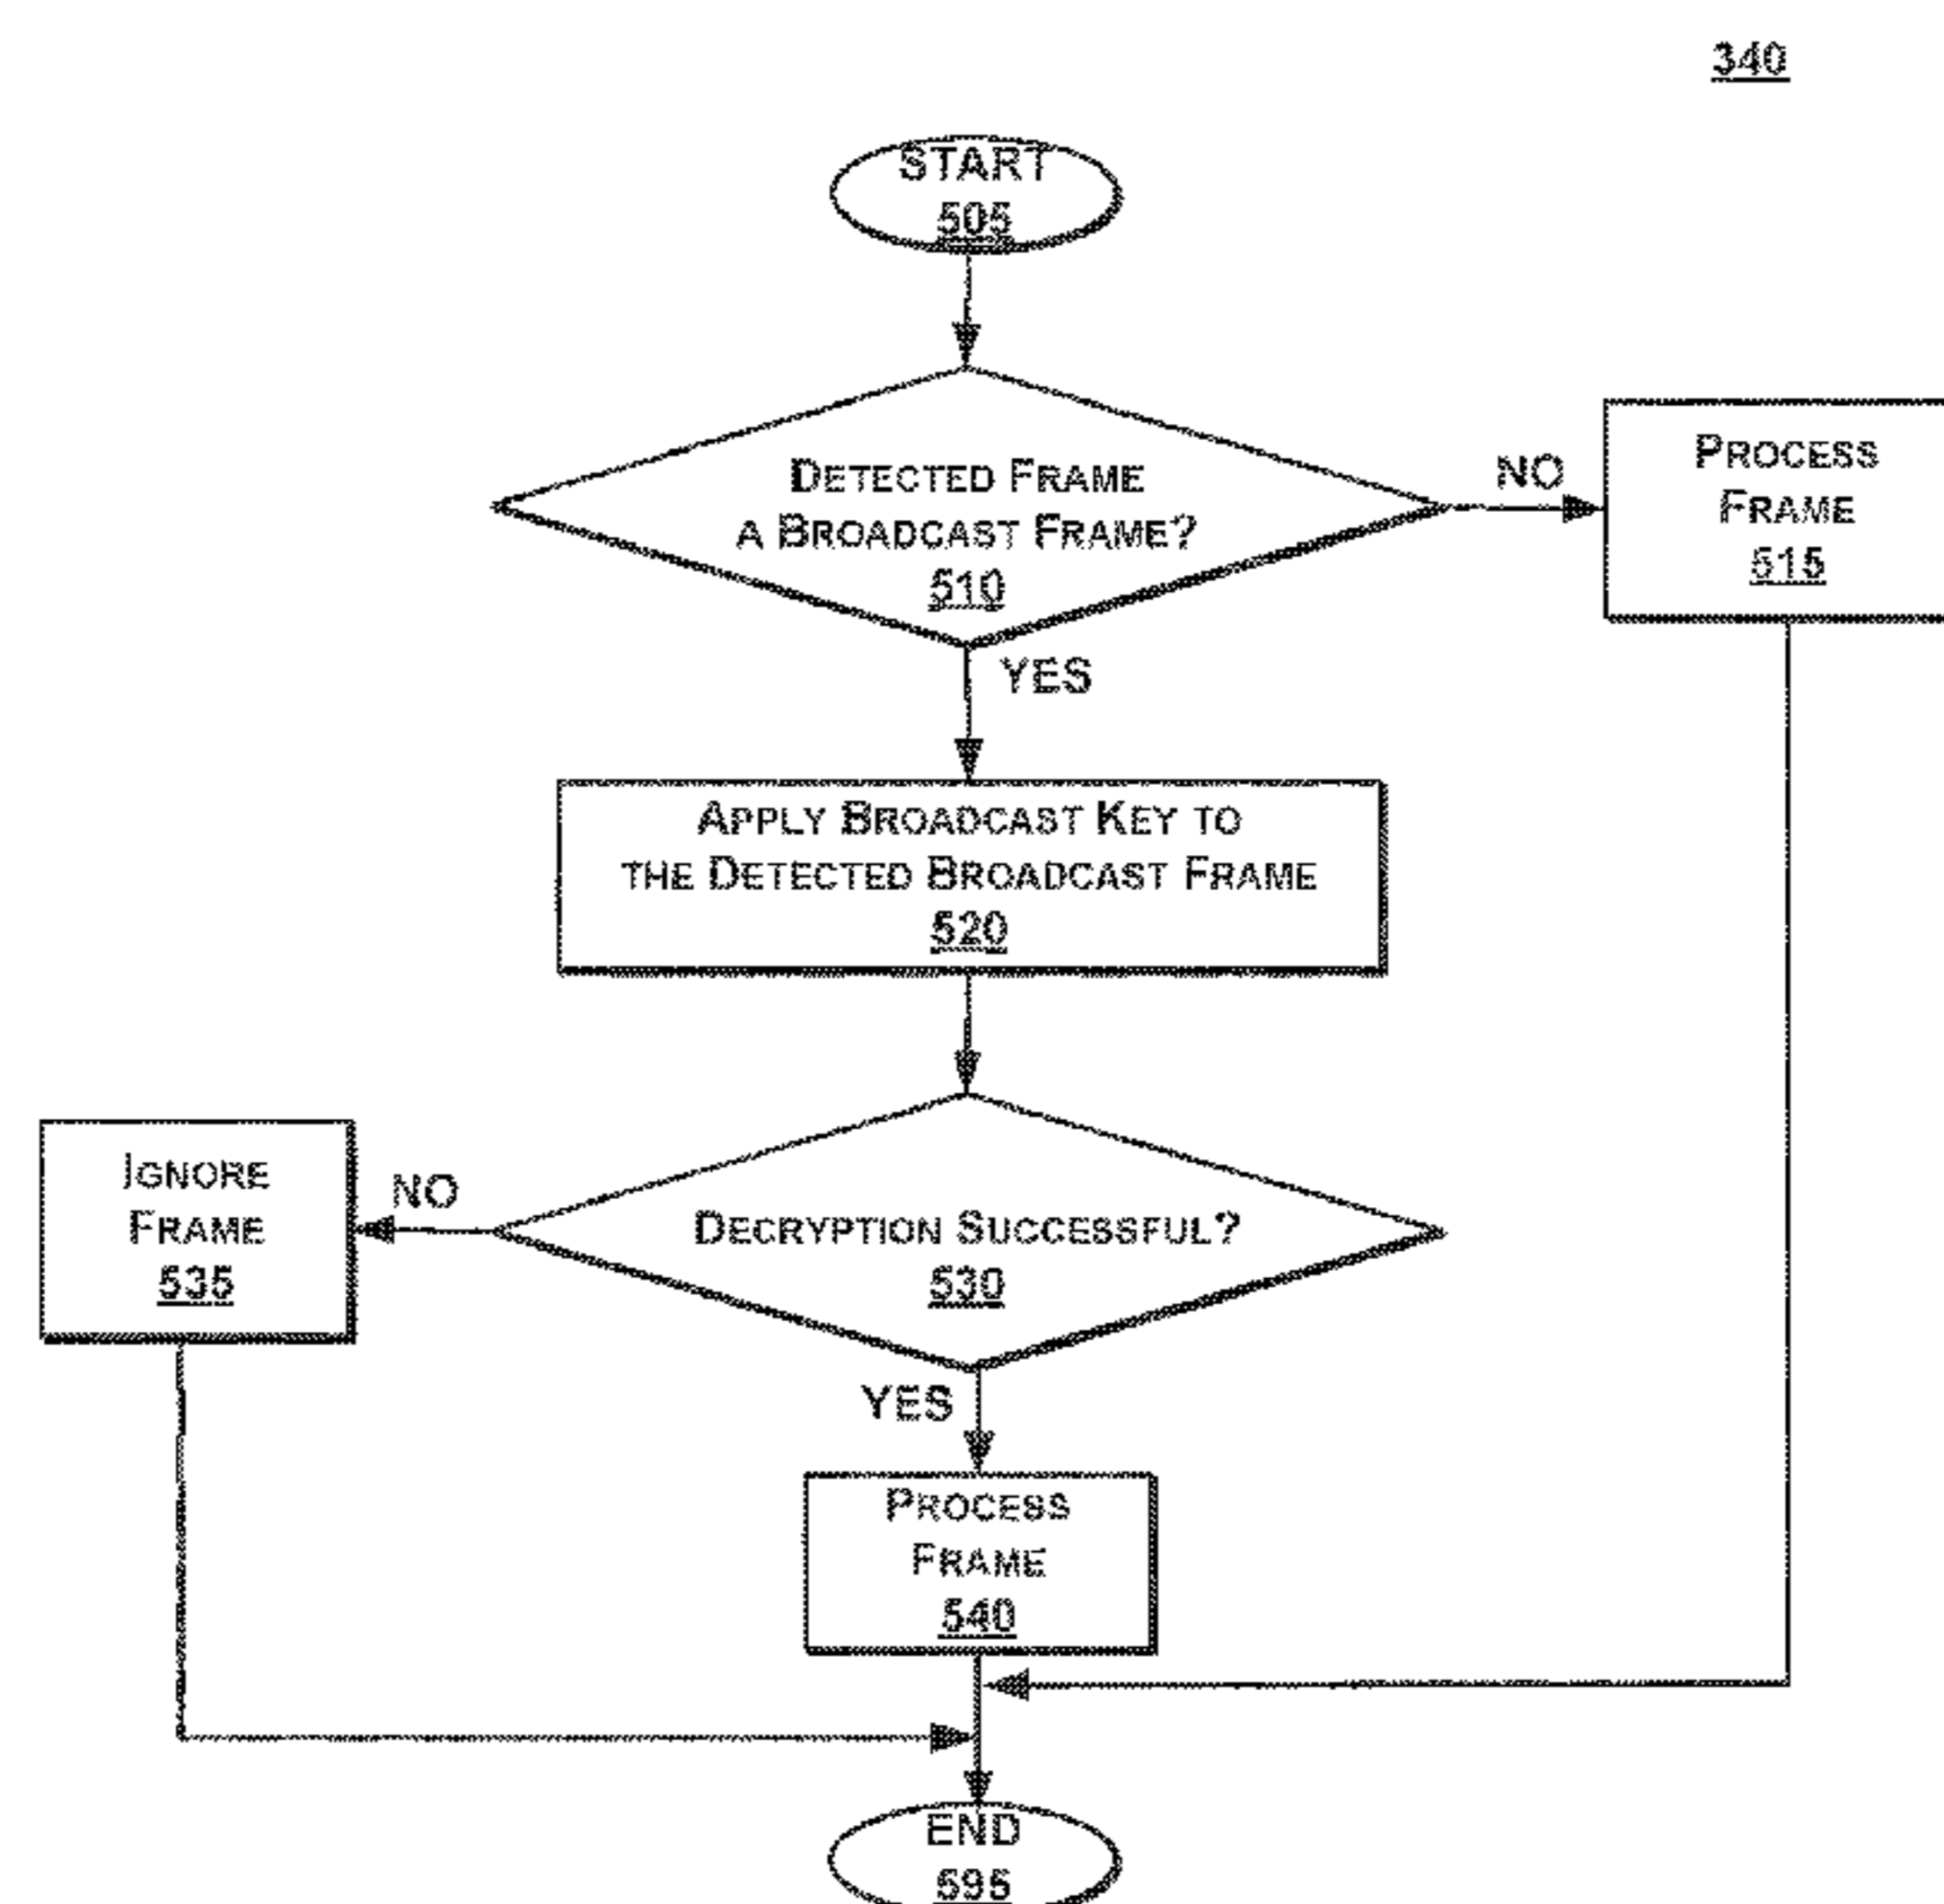 340
START
505
DETECTED FRAME
A BROADCAST FRAME?
510
NO
PROCESS
FRAME
515
YES
APPLY BROADCAST KEY TO
THE DETECTED BROADCAST FRAME
520
IGNORE
FRAME
535
NO
DECRYPTION SUCCESSFUL?
530
YES
PROCESS
FRAME
540
END
595